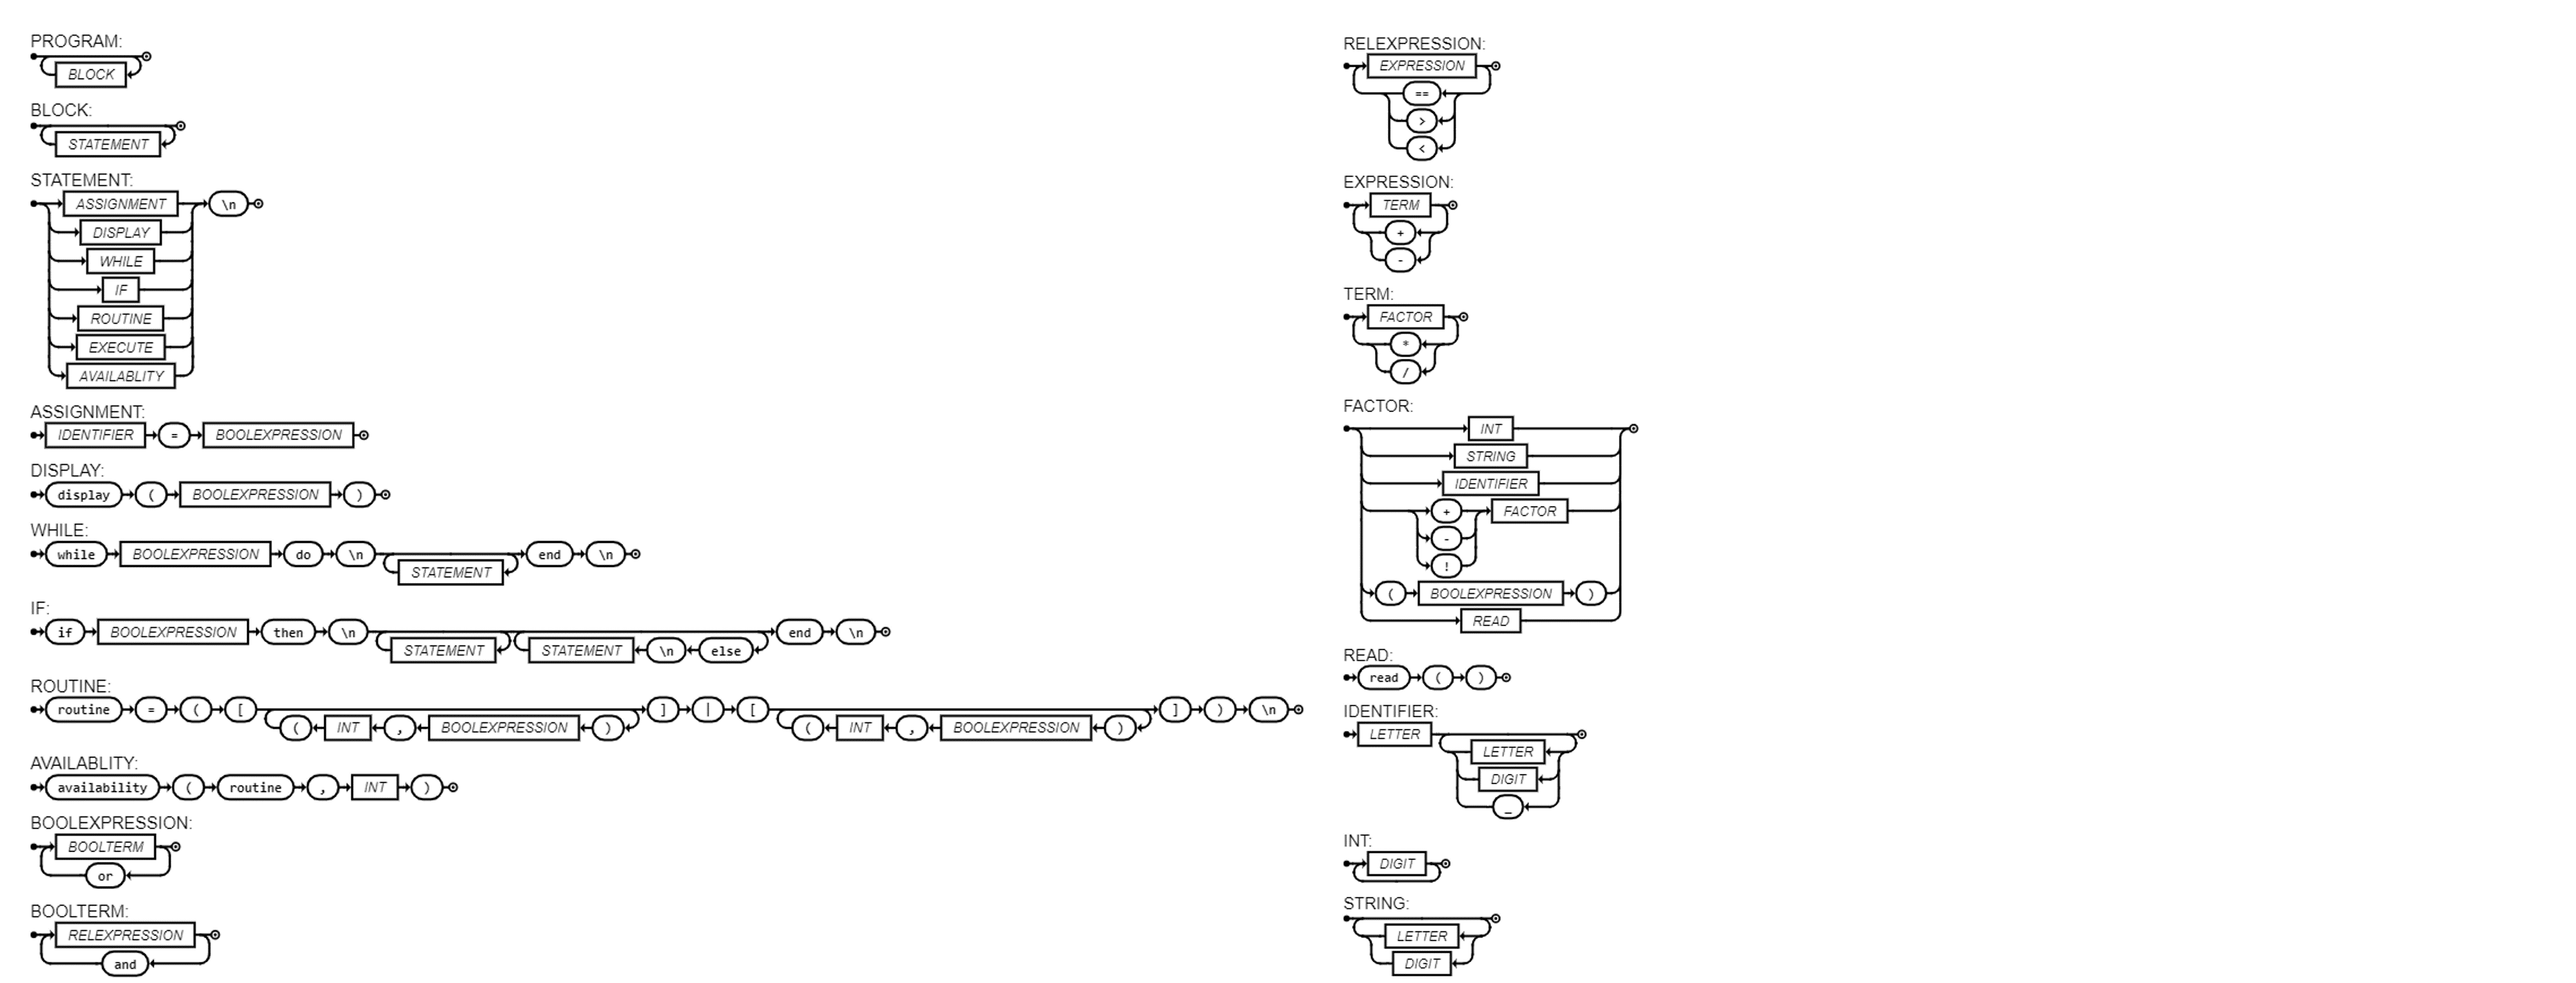 PROGRAM:
BLOCK
BLOCK:
STATEMENT
STATEMENT:
ASSIGNMENT \n
DISPLAY
WHILE
IF
ROUTINE
EXECUTE
AVAILABLITY
ASSIGNMENT:
IDENTIFIER = BOOLEXPRESSION
DISPLAY:
display ( BOOLEXPRESSION )
WHILE:
while BOOLEXPRESSION do \n end \n
STATEMENT
IF:
if BOOLEXPRESSION then \n end \n
STATEMENT STATEMENT \n else
ROUTINE:
routine = ( [ ] | [ ] ) \n
( INT , BOOLEXPRESSION ) ( INT , BOOLEXPRESSION )
AVAILABLITY:
availability ( routine , INT )
BOOLEXPRESSION:
BOOLTERM
or
BOOLTERM:
RELEXPRESSION
and
RELEXPRESSION:
EXPRESSION
==
>
<
EXPRESSION:
TERM
+
-
TERM:
FACTOR
*
/
FACTOR:
INT
STRING
IDENTIFIER
+ FACTOR
-
!
( BOOLEXPRESSION )
READ
READ:
read ( )
IDENTIFIER:
LETTER
LETTER
DIGIT
_
INT:
DIGIT
STRING:
LETTER
DIGIT